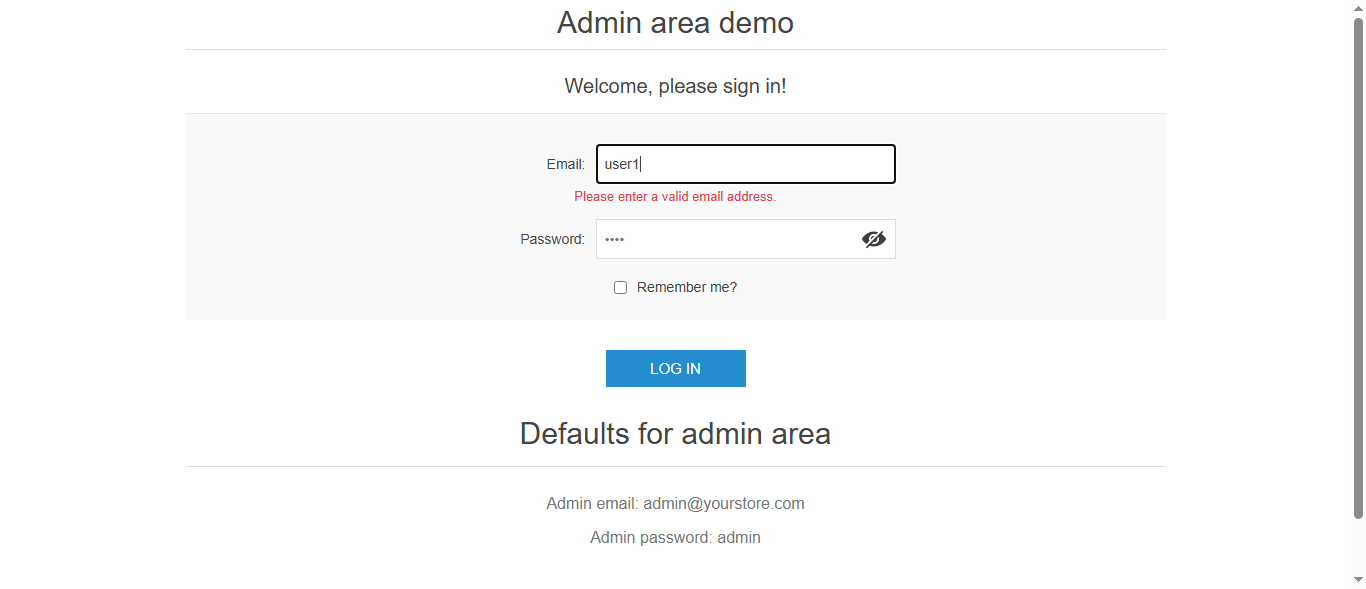 Admin area demo
Welcome, please sign in!
Email: user1
Please enter a valid email address.
Password: ••••
Remember me?
LOG IN
Defaults for admin area
Admin email: admin@yourstore.com
Admin password: admin